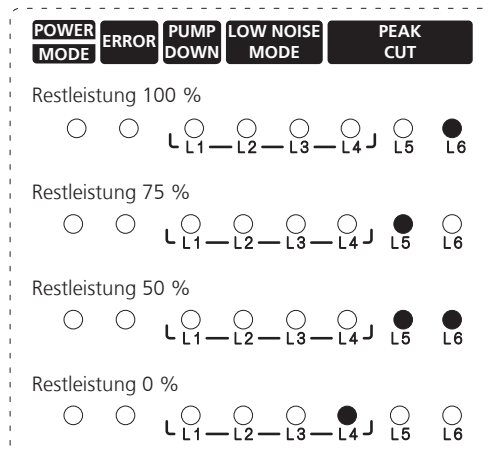 POWER MODE ERROR PUMP DOWN LOW NOISE MODE PEAK CUT
Restleistung 100 %
L1 L2 L3 L4 L5 L6
Restleistung 75 %
L1 L2 L3 L4 L5 L6
Restleistung 50 %
L1 L2 L3 L4 L5 L6
Restleistung 0 %
L1 L2 L3 L4 L5 L6